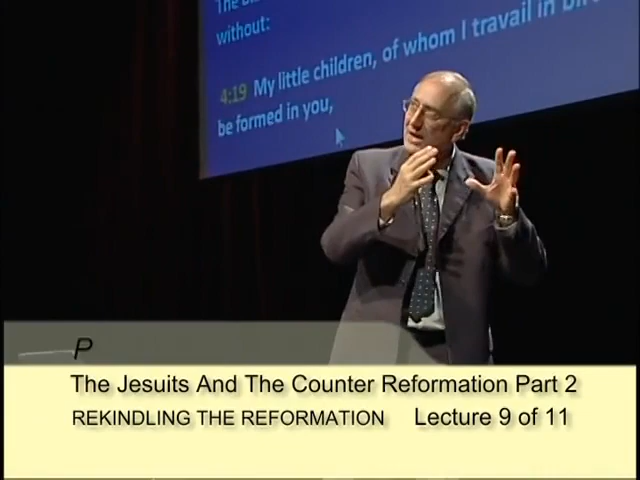 without:
4:19 My little children, of whom I travail in
be formed in you,
P
The Jesuits And The Counter Reformation Part 2
REKINDLING THE REFORMATION Lecture 9 of 11